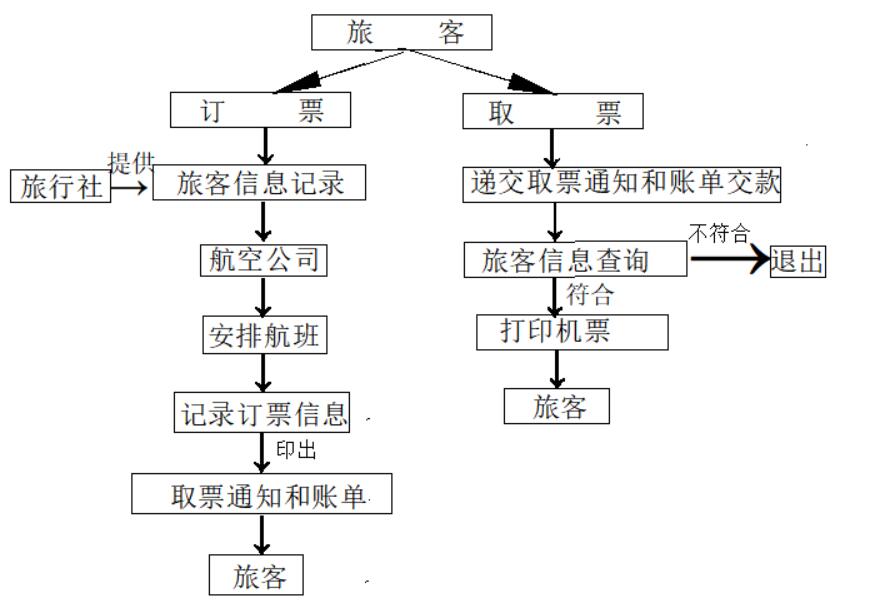 旅 客
订 票
取 票
提供
旅行社
旅客信息记录
递交取票通知和账单交款
航空公司
旅客信息查询
不符合
退出
符合
安排航班
打印机票
记录订票信息
旅客
印出
取票通知和账单
旅客